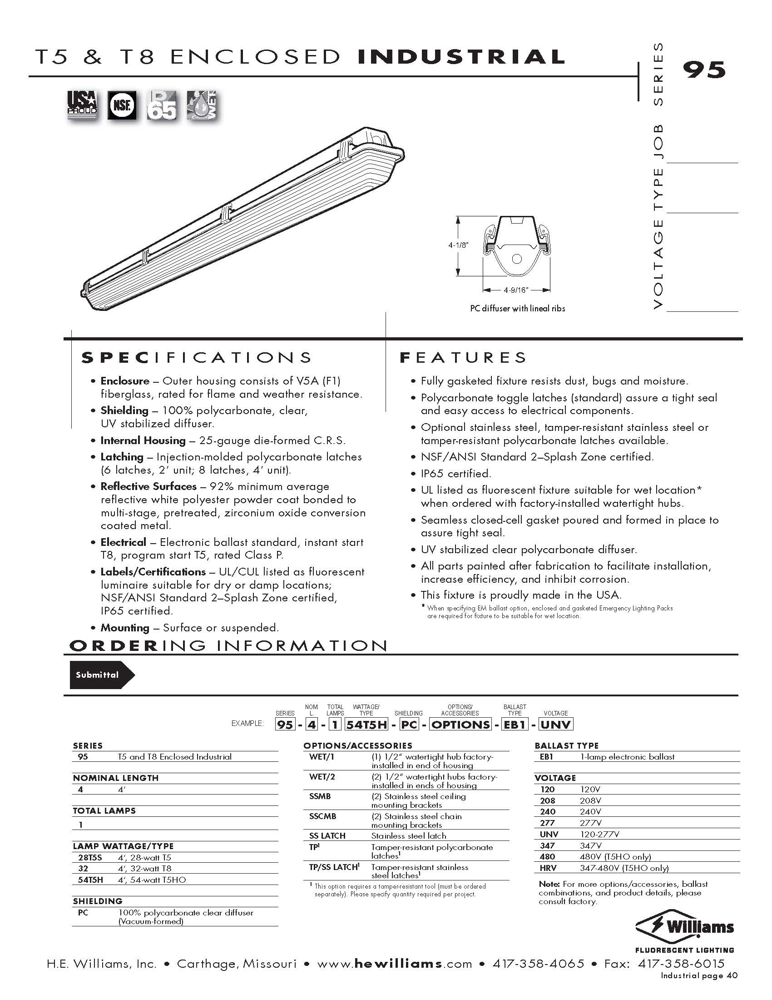 T5 & T8 ENCLOSED INDUSTRIAL
SERIES
95
JOB
TYPE
VOLTAGE
USA
PROUD
NSF.
IP
65
NEMA
4-1/8”
4-9/16”
PC diffuser with lineal ribs
SPECIFICATIONS
• Enclosure – Outer housing consists of V5A (F1)
fiberglass, rated for flame and weather resistance.
• Shielding – 100% polycarbonate, clear,
UV stabilized diffuser.
• Internal Housing – 25-gauge die-formed C.R.S.
• Latching – Injection-molded polycarbonate latches
(6 latches, 2’ unit; 8 latches, 4’ unit).
• Reflective Surfaces – 92% minimum average
reflective white polyester powder coat bonded to
multi-stage, pretreated, zirconium oxide conversion
coated metal.
• Electrical – Electronic ballast standard, instant start
T8, program start T5, rated Class P.
• Labels/Certifications – UL/CUL listed as fluorescent
luminaire suitable for dry or damp locations;
NSF/ANSI Standard 2–Splash Zone certified,
IP65 certified.
• Mounting – Surface or suspended.
FEATURES
• Fully gasketed fixture resists dust, bugs and moisture.
• Polycarbonate toggle latches (standard) assure a tight seal
and easy access to electrical components.
• Optional stainless steel, tamper-resistant stainless steel or
tamper-resistant polycarbonate latches available.
• NSF/ANSI Standard 2–Splash Zone certified.
• IP65 certified.
• UL listed as fluorescent fixture suitable for wet location*
when ordered with factory-installed watertight hubs.
• Seamless closed-cell gasket poured and formed in place to
assure tight seal.
• UV stabilized clear polycarbonate diffuser.
• All parts painted after fabrication to facilitate installation,
increase efficiency, and inhibit corrosion.
• This fixture is proudly made in the USA.
* When specifying EM ballast option, enclosed and gasketed Emergency Lighting Packs
are required for fixture to be suitable for wet location.
ORDERING INFORMATION
Submittal
SERIES NOM. L. TOTAL LAMPS WATTAGE/ TYPE SHIELDING OPTIONS/ ACCESSORIES BALLAST TYPE VOLTAGE
EXAMPLE: 95 - 4 - 1 54T5H - PC - OPTIONS - EB1 - UNV
SERIES
95 T5 and T8 Enclosed Industrial
NOMINAL LENGTH
4 4’
TOTAL LAMPS
1
LAMP WATTAGE/TYPE
28T5S 4’, 28-watt T5
32 4’, 32-watt T8
54T5H 4’, 54-watt T5HO
SHIELDING
PC 100% polycarbonate clear diffuser
(Vacuum-formed)
OPTIONS/ACCESSORIES
WET/1 (1) 1/2” watertight hub factory-
installed in end of housing
WET/2 (2) 1/2” watertight hubs factory-
installed in ends of housing
SSMB (2) Stainless steel ceiling
mounting brackets
SSCMB (2) Stainless steel chain
mounting brackets
SS LATCH Stainless steel latch
TP¹ Tamper-resistant polycarbonate
latches¹
TP/SS LATCH¹ Tamper-resistant stainless
steel latches¹
¹ This option requires a tamper-resistant tool (must be ordered
separately). Please specify quantity required per project.
BALLAST TYPE
EB1 1-lamp electronic ballast
VOLTAGE
120 120V
208 208V
240 240V
277 277V
UNV 120-277V
347 347V
480 480V (T5HO only)
HRV 347-480V (T5HO only)
Note: For more options/accessories, ballast
combinations, and product details, please
consult factory.
Williams
FLUORESCENT LIGHTING
H.E. Williams, Inc. • Carthage, Missouri • www.hewilliams.com • 417-358-4065 • Fax: 417-358-6015
Industrial page 40